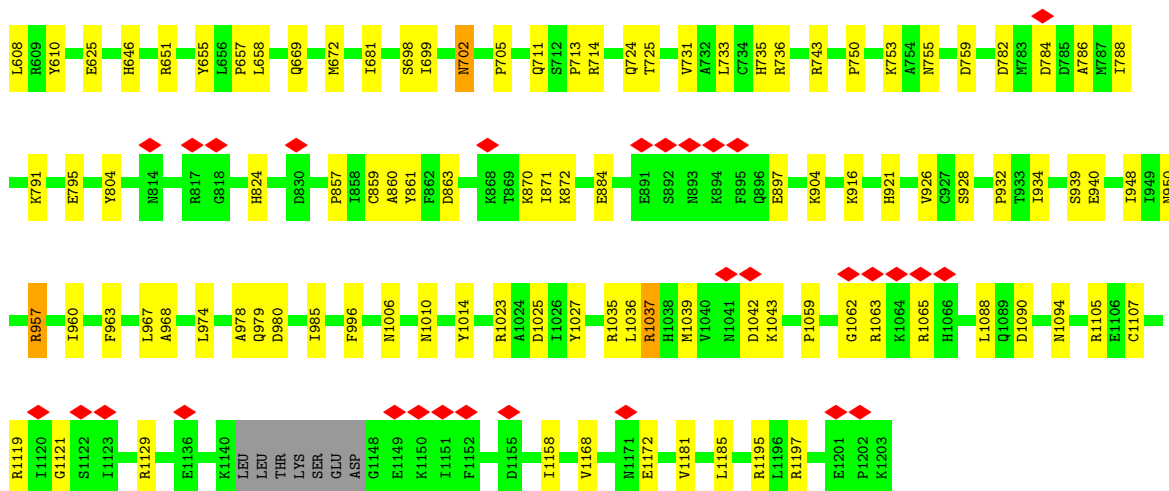 L608 R609 Y610 E625 H646 R651 Y655 L656 P657 L658 Q669 M672 I681 S698 I699 N702 P705 Q711 S712 P713 R714 Q724 T725 V731 A732 L733 C734 H735 R736 R743 P750 K753 A754 N755 D759 D782 M783 D784 D785 A786 M787 I788
K791 E795 Y804 N814 R817 G818 H824 D830 P857 I858 C859 A860 Y861 F862 D863 K868 T869 K870 I871 K872 E884 E891 S892 N893 K894 F895 Q896 E897 K904 K916 H921 V926 C927 S928 P932 T933 I934 S939 E940 I948 I949 N950
R957 I960 F963 L967 A968 L974 A978 Q979 D980 I985 F996 N1006 N1010 Y1014 R1023 A1024 D1025 I1026 Y1027 R1035 L1036 R1037 H1038 M1039 V1040 N1041 D1042 K1043 P1059 G1062 R1063 K1064 R1065 H1066 L1088 Q1089 D1090 N1094 R1105 E1106 C1107
R1119 I1120 G1121 S1122 I1123 R1129 E1136 K1140 LEU LEU THR LYS SER GLU ASP G1148 E1149 K1150 I1151 F1152 D1155 I1158 V1168 N1171 E1172 V1181 L1185 R1195 L1196 R1197 E1201 P1202 K1203